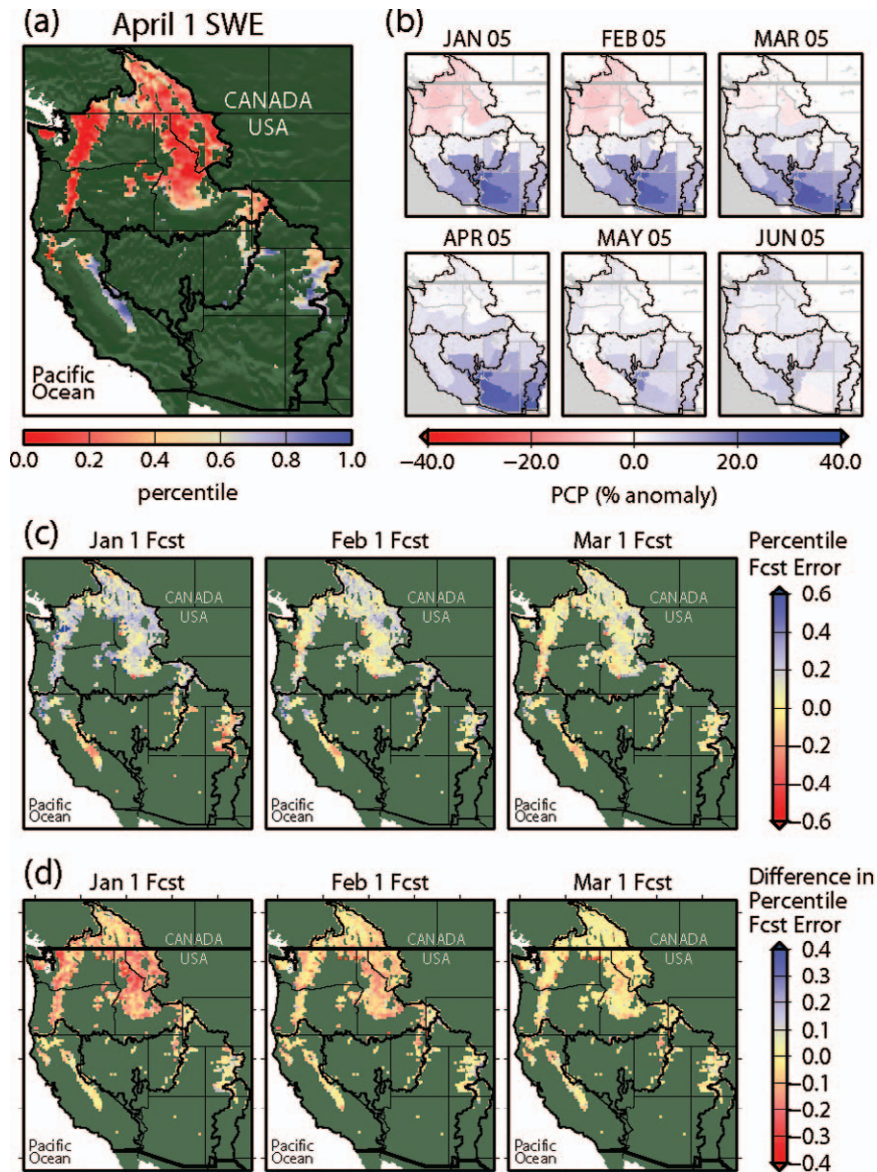 (a)
April 1 SWE
CANADA
USA
Pacific
Ocean
0.0 0.2 0.4 0.6 0.8 1.0
percentile
(b)
JAN 05 FEB 05 MAR 05
APR 05 MAY 05 JUN 05
−40.0 −20.0 0.0 20.0 40.0
PCP (% anomaly)
(c)
Jan 1 Fcst Feb 1 Fcst Mar 1 Fcst
CANADA CANADA CANADA
USA USA USA
Pacific Pacific Pacific
Ocean Ocean Ocean
Percentile
Fcst Error
0.6
0.4
0.2
0.0
−0.2
−0.4
−0.6
(d)
Jan 1 Fcst Feb 1 Fcst Mar 1 Fcst
CANADA CANADA CANADA
USA USA USA
Pacific Pacific Pacific
Ocean Ocean Ocean
Difference in
Percentile
Fcst Error
0.4
0.3
0.2
0.1
0.0
−0.1
−0.2
−0.3
−0.4